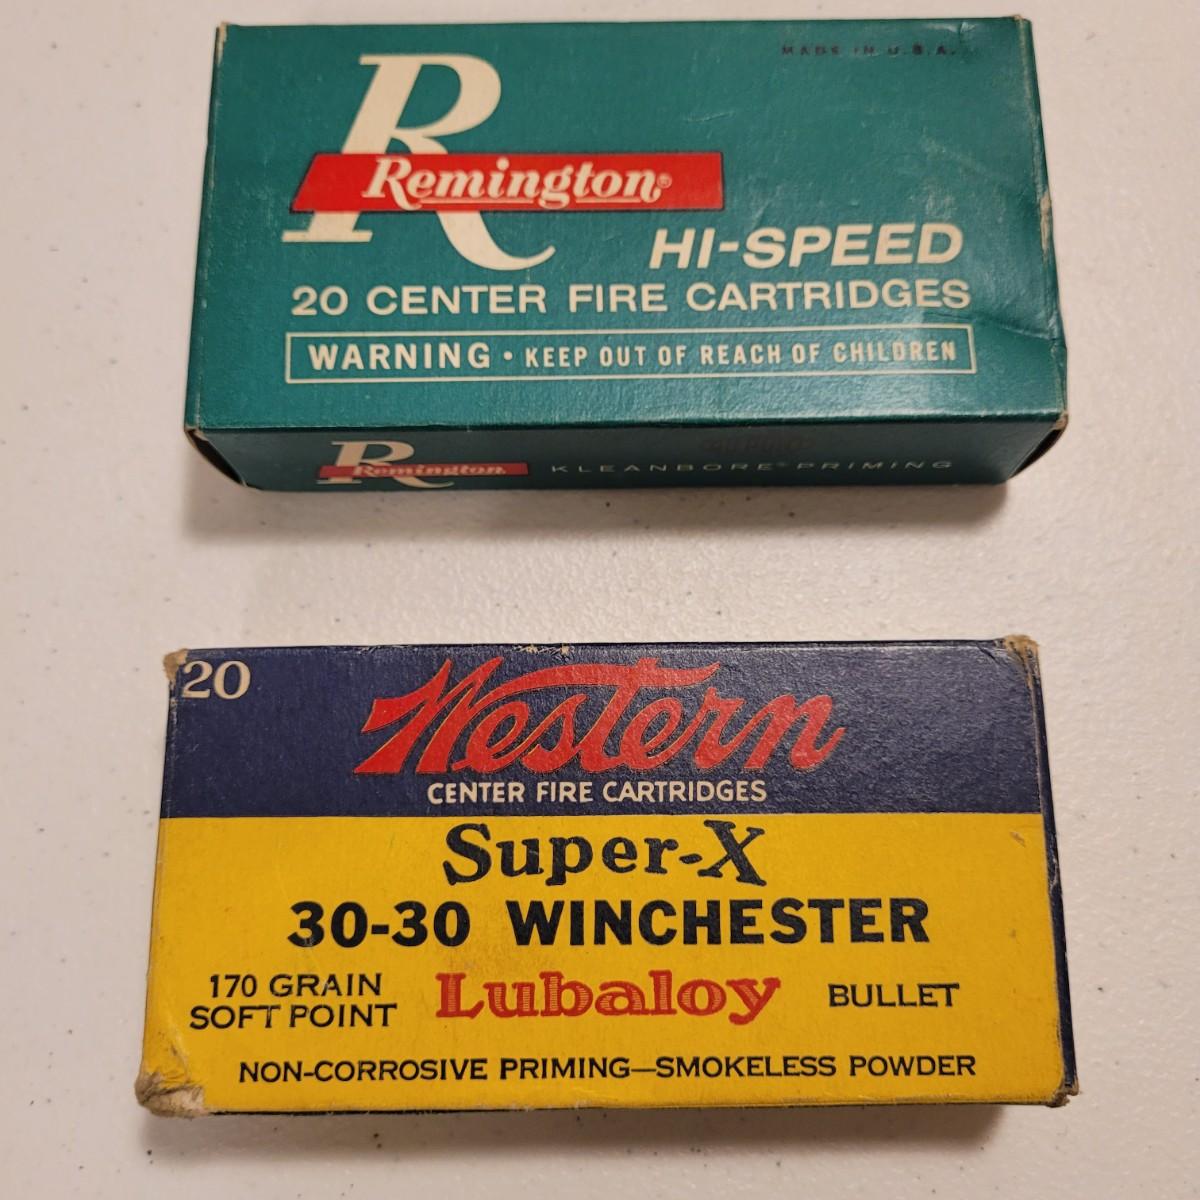 MADE IN U.S.A.
R
Remington®
HI-SPEED
20 CENTER FIRE CARTRIDGES
WARNING • KEEP OUT OF REACH OF CHILDREN
R
Remington
KLEANBORE® PRIMING
20
Western
CENTER FIRE CARTRIDGES
Super-X
30-30 WINCHESTER
170 GRAIN
SOFT POINT
Lubaloy
BULLET
NON-CORROSIVE PRIMING—SMOKELESS POWDER